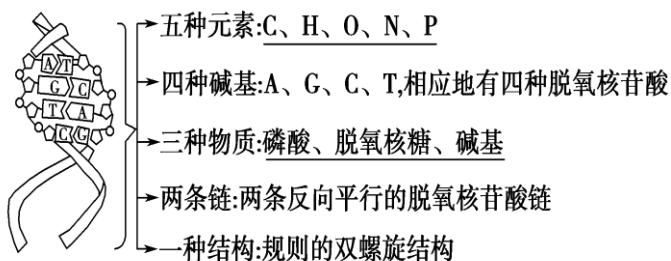 五种元素:C、H、O、N、P
四种碱基:A、G、C、T,相应地有四种脱氧核苷酸
三种物质:磷酸、脱氧核糖、碱基
两条链:两条反向平行的脱氧核苷酸链
一种结构:规则的双螺旋结构
A T
G C
T A
C G